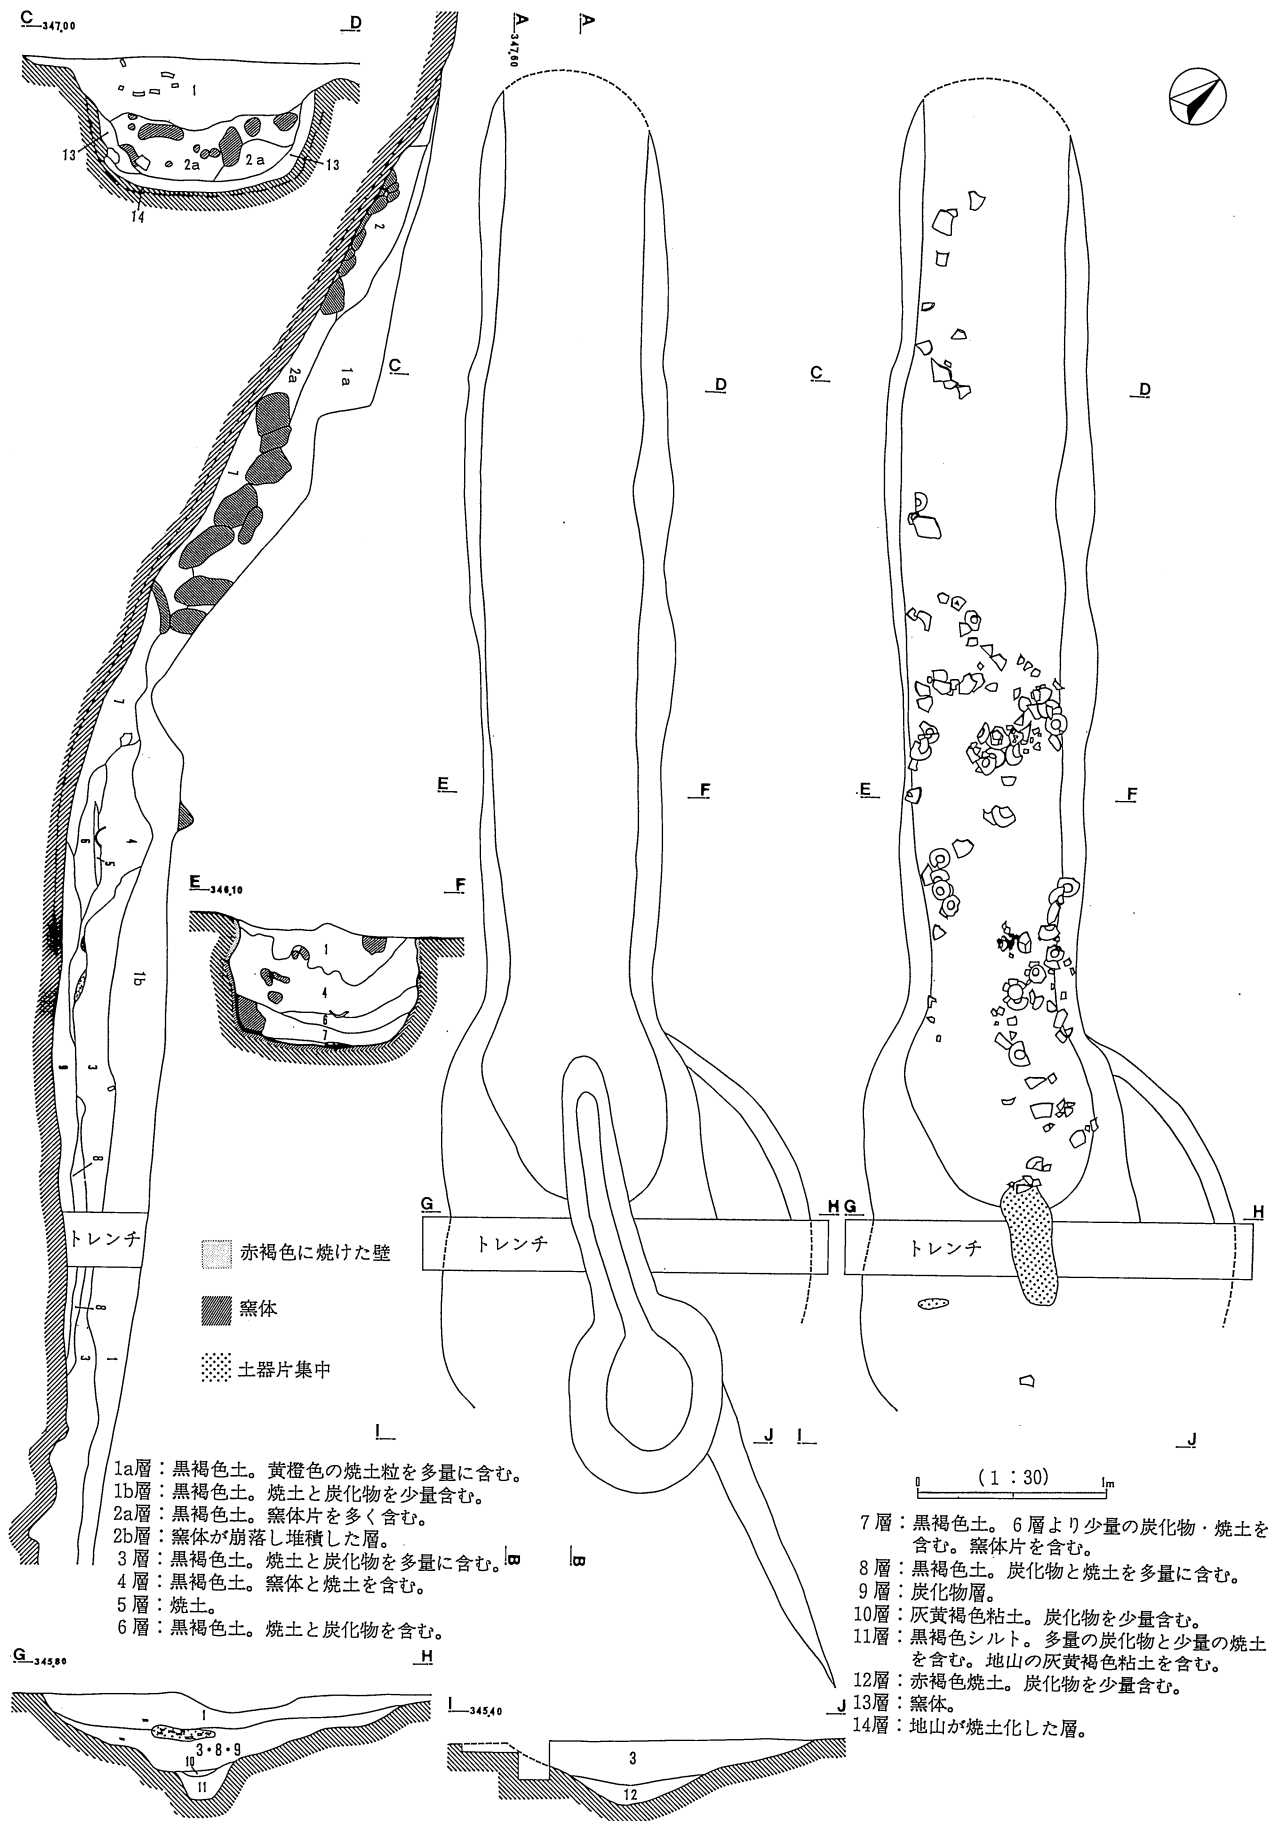 C 347.00
D
1
13
2a
2a
13
14
A 347.60
A
2
2a
1a
C
D
C
D
7
7
E
F
E
F
6
4
5
E 346.10
F
1
4
6
7
1b
9
3
8
G
H
G
H
トレンチ
トレンチ
トレンチ
赤褐色に焼けた壁
8
窯体
3
1
土器片集中
I
J
I
J
1a層：黒褐色土。黄橙色の焼土粒を多量に含む。
1b層：黒褐色土。焼土と炭化物を少量含む。
2a層：黒褐色土。窯体片を多く含む。
2b層：窯体が崩落し堆積した層。
3層：黒褐色土。焼土と炭化物を多量に含む。
4層：黒褐色土。窯体と焼土を含む。
5層：焼土。
6層：黒褐色土。焼土と炭化物を含む。
B
B
0 (1：30) 1m
7層：黒褐色土。6層より少量の炭化物・焼土を
含む。窯体片を含む。
8層：黒褐色土。炭化物と焼土を多量に含む。
9層：炭化物層。
10層：灰黄褐色粘土。炭化物を少量含む。
11層：黒褐色シルト。多量の炭化物と少量の焼土
を含む。地山の灰黄褐色粘土を含む。
12層：赤褐色焼土。炭化物を少量含む。
13層：窯体。
14層：地山が焼土化した層。
G 345.80
H
1
3・8・9
10
11
I 345.40
J
3
12